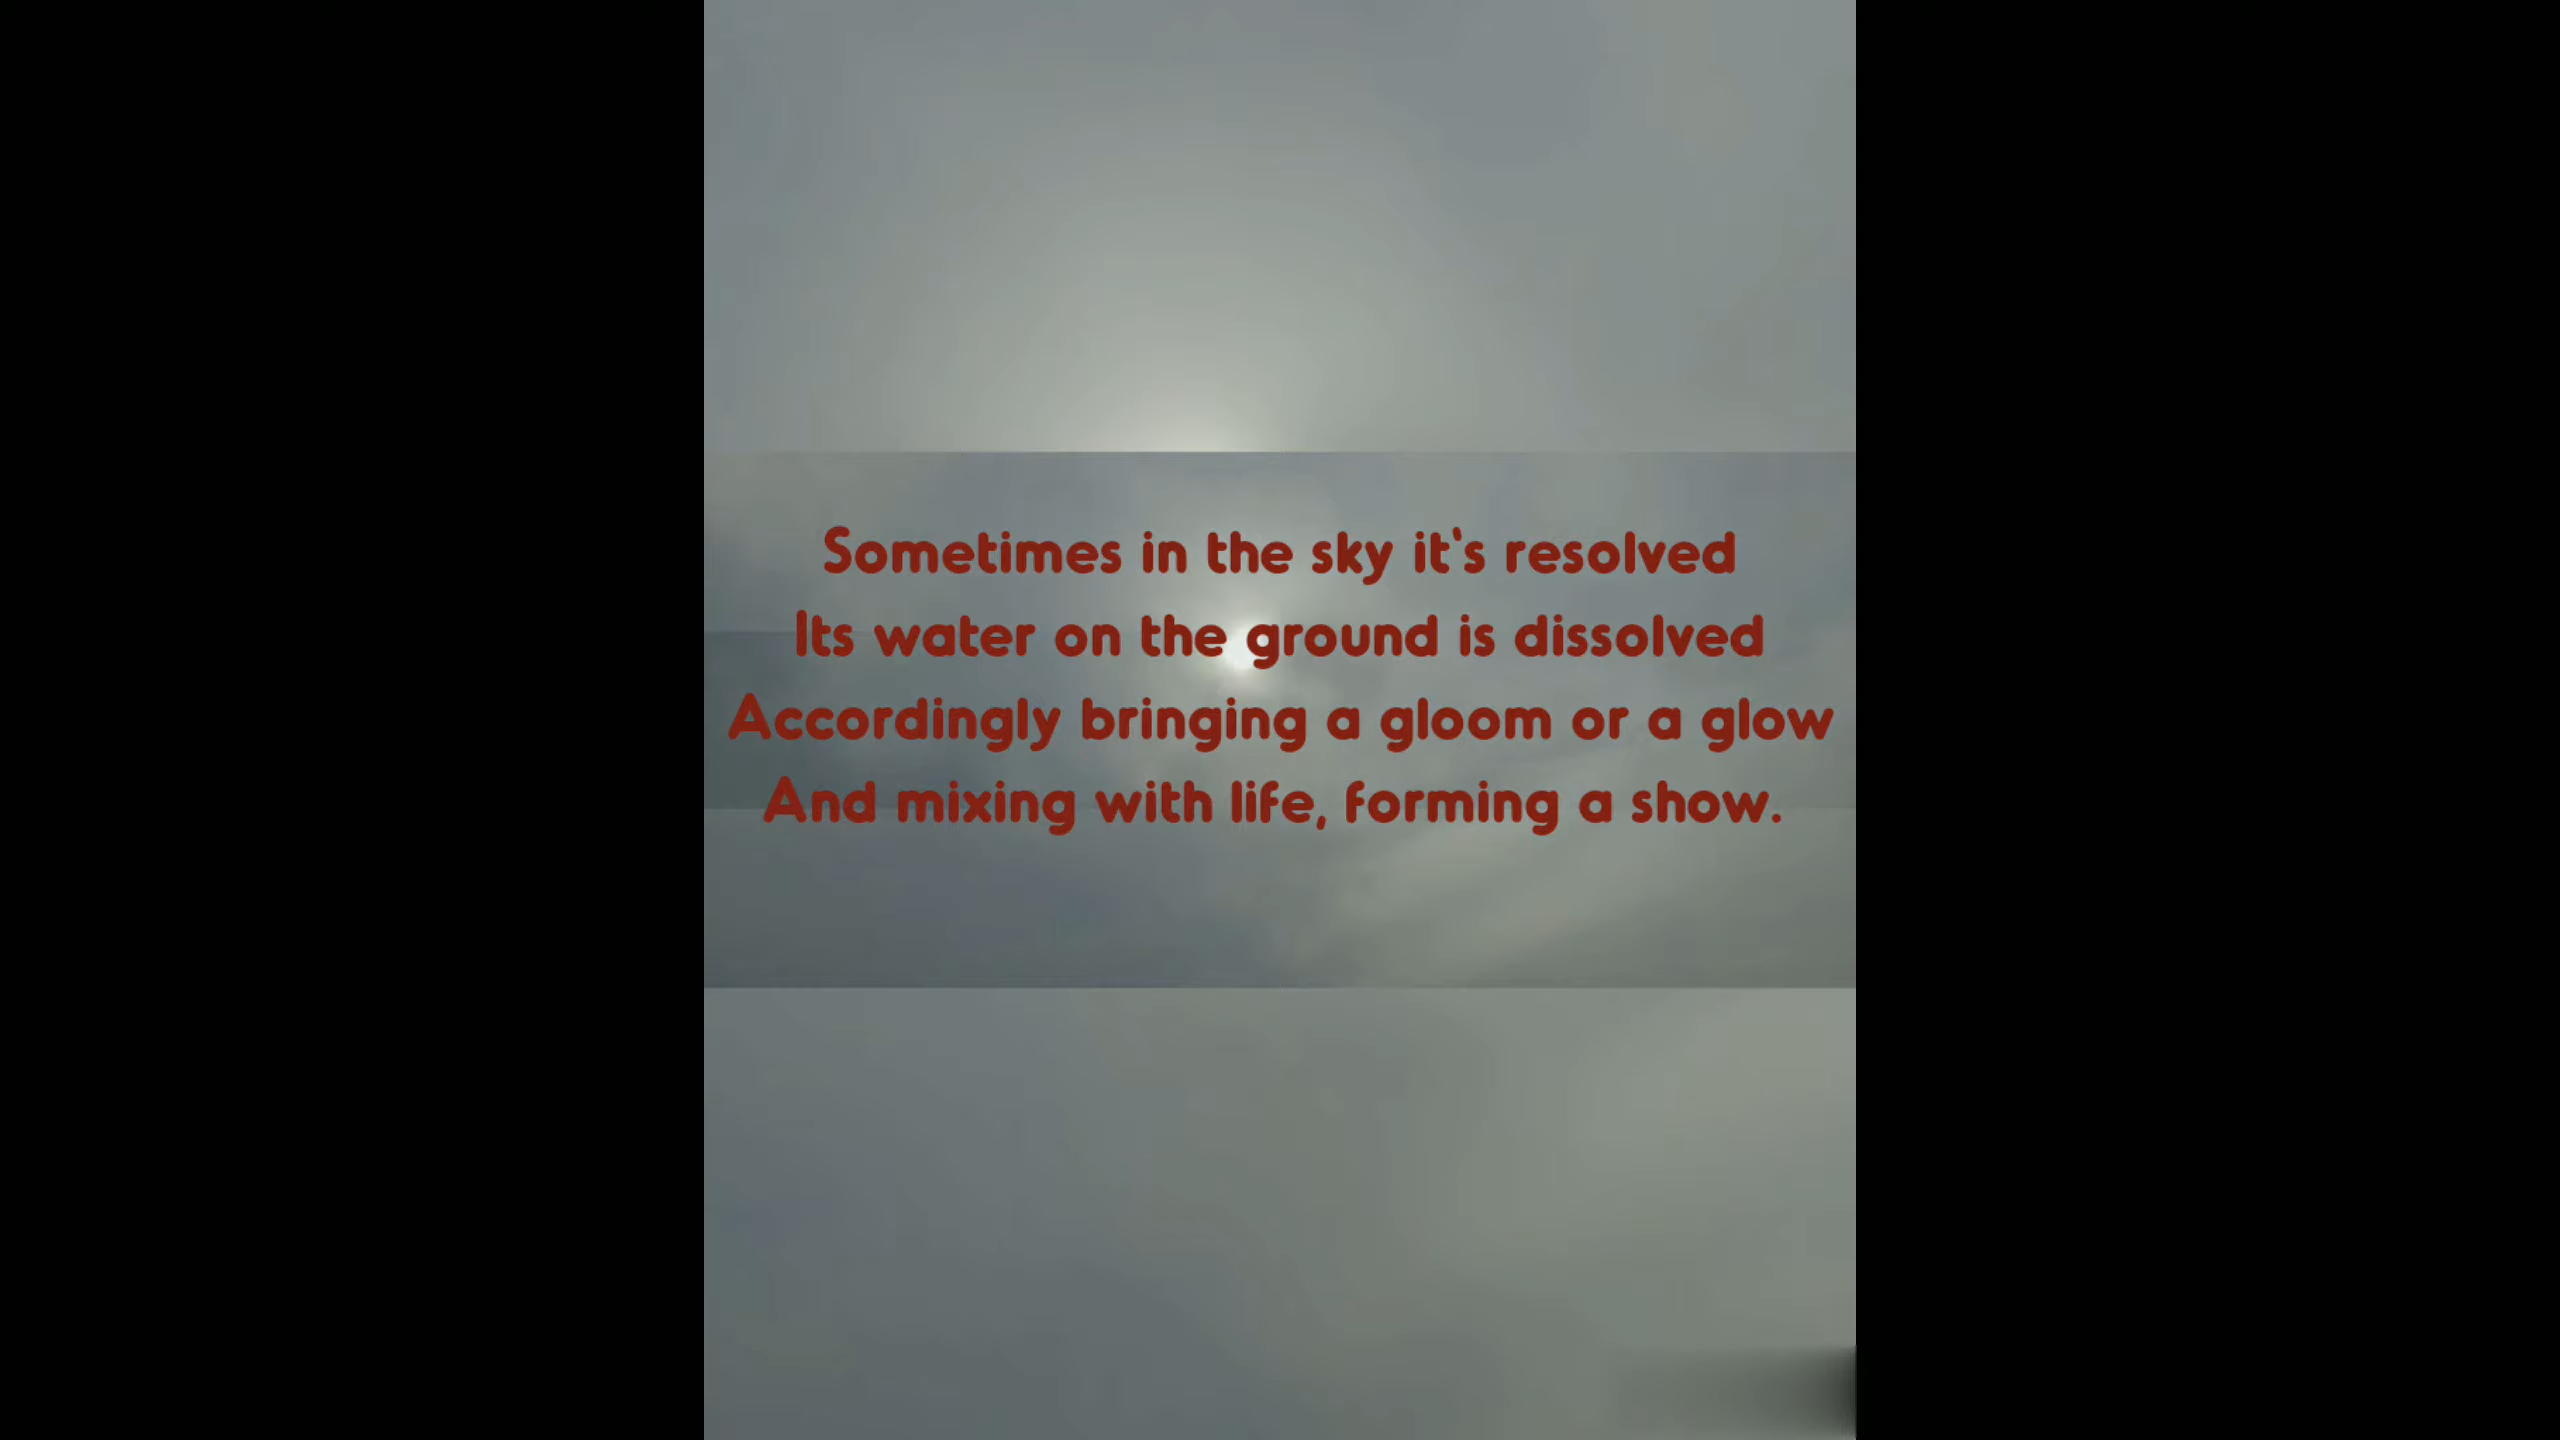 Sometimes in the sky it's resolved
Its water on the ground is dissolved
Accordingly bringing a gloom or a glow
And mixing with life, forming a show.